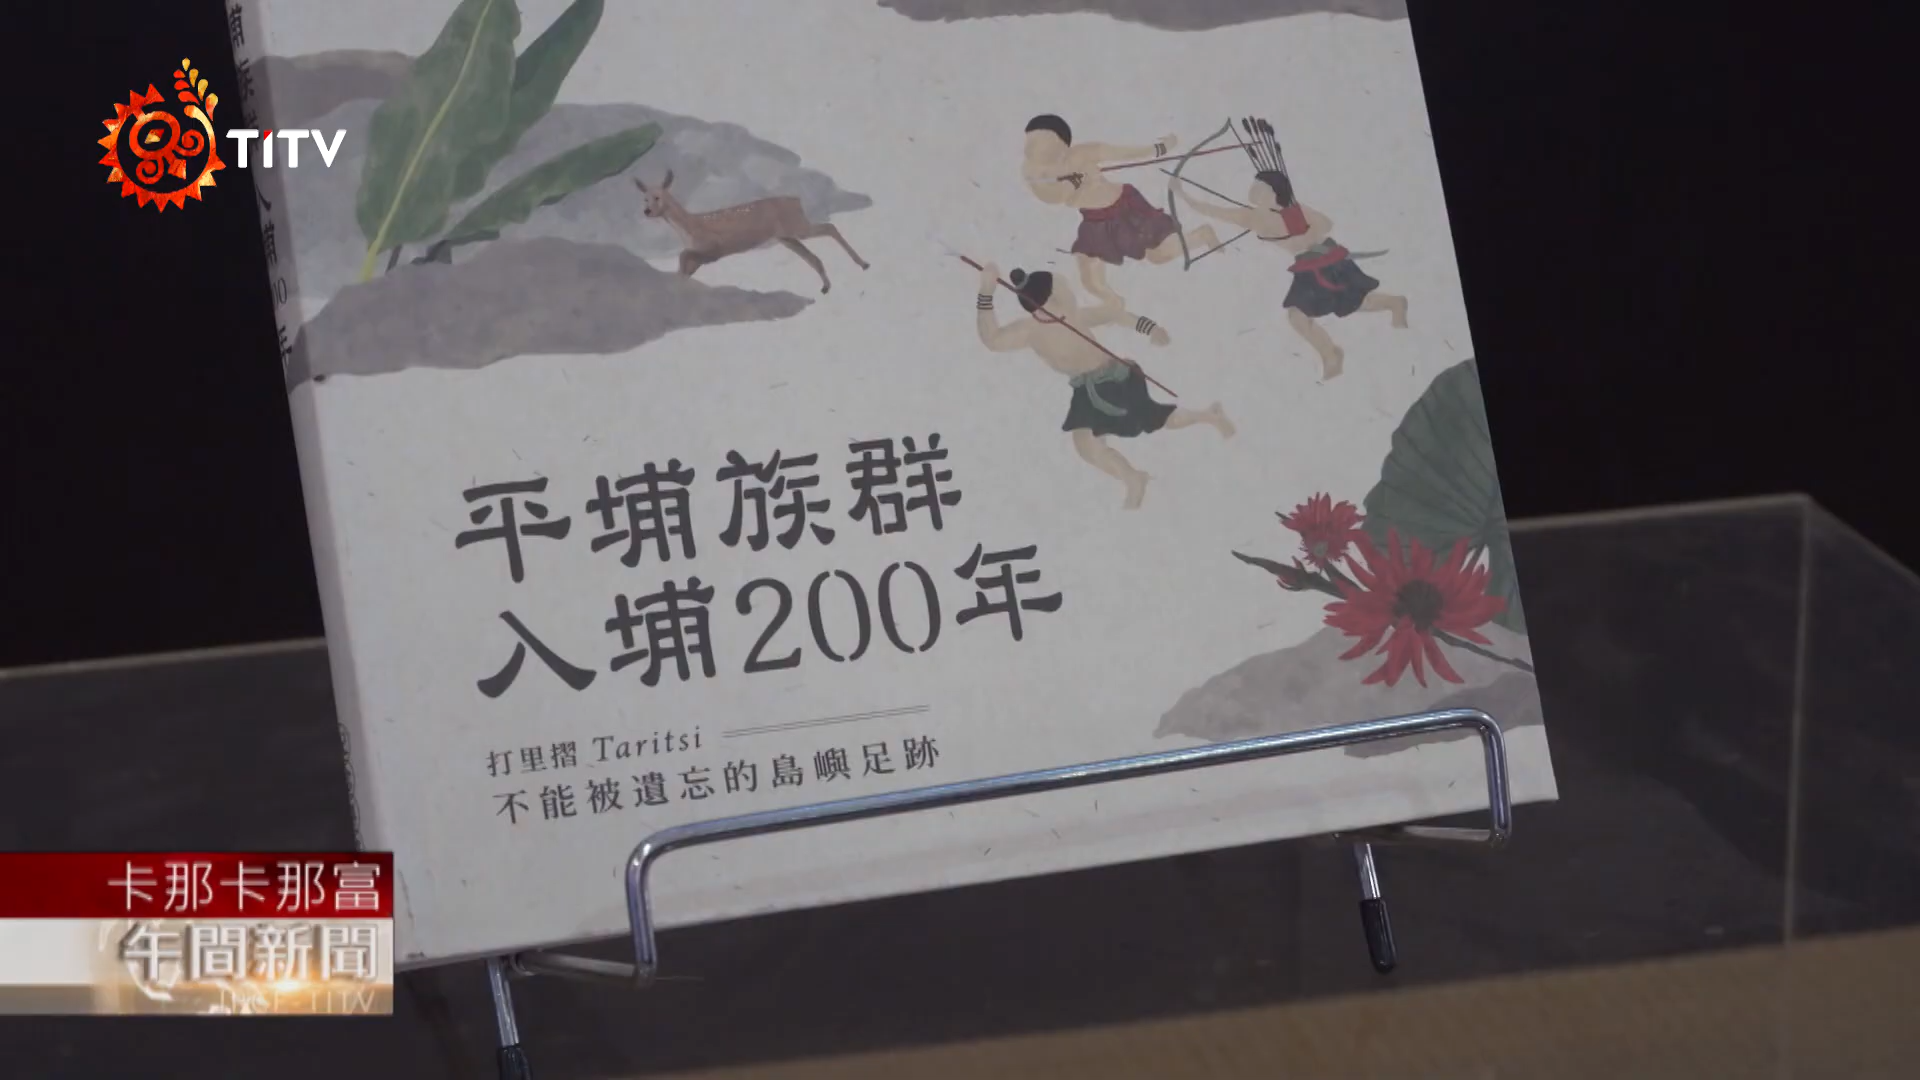 TITV
平埔族群
入埔200年
打里摺 Taritsi
不能被遺忘的島嶼足跡
卡那卡那富
午間新聞